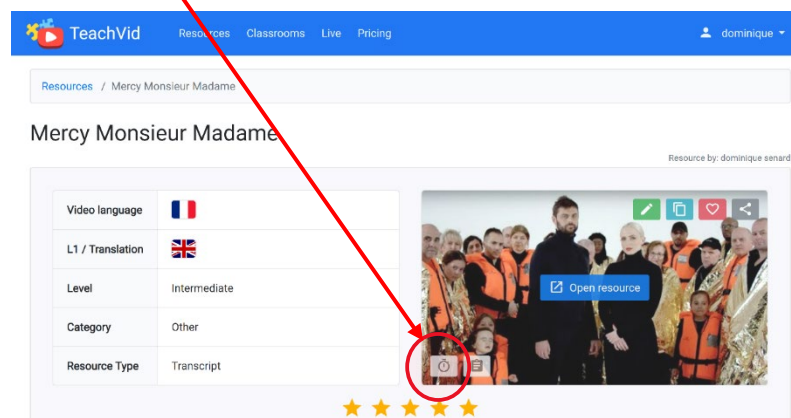 TeachVid Resources Classrooms Live Pricing dominique
Resources / Mercy Monsieur Madame
Mercy Monsieur Madame
Resource by: dominique senard
Video language
L1 / Translation
Level Intermediate
Category Other
Resource Type Transcript
Open resource